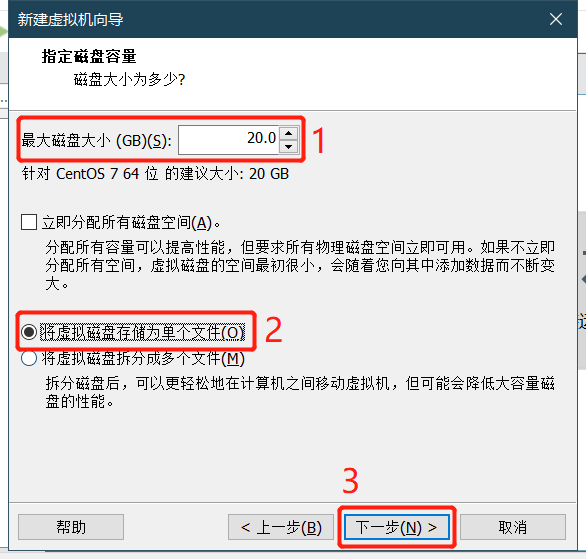 新建虚拟机向导
指定磁盘容量
磁盘大小为多少?
最大磁盘大小 (GB)(S): 20.0 1
针对 CentOS 7 64 位 的建议大小: 20 GB
立即分配所有磁盘空间(A)。
分配所有容量可以提高性能，但要求所有物理磁盘空间立即可用。如果不立即
分配所有空间，虚拟磁盘的空间最初很小，会随着您向其中添加数据而不断变
大。
将虚拟磁盘存储为单个文件(O) 2
将虚拟磁盘拆分成多个文件(M)
拆分磁盘后，可以更轻松地在计算机之间移动虚拟机，但可能会降低大容量磁
盘的性能。
3
帮助 < 上一步(B) 下一步(N) > 取消